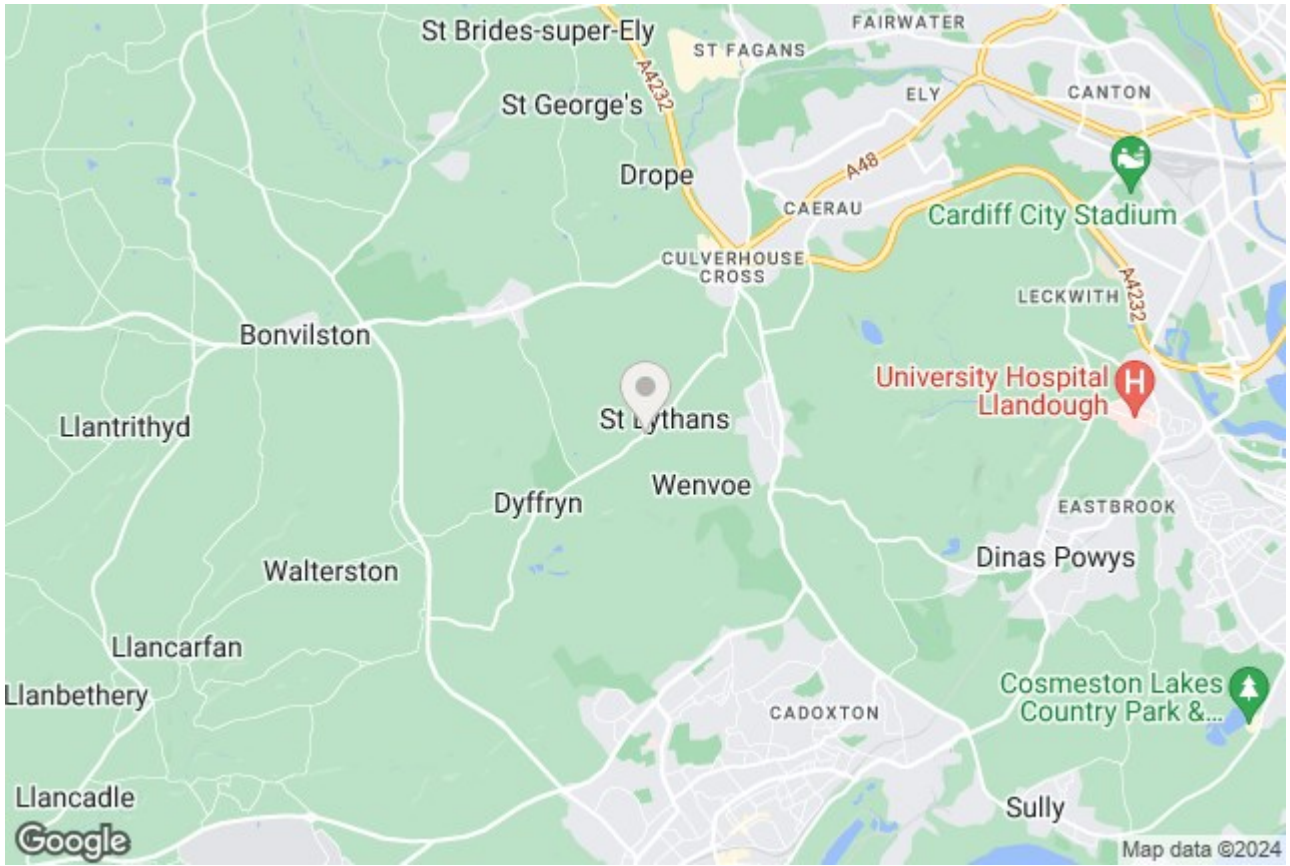 St Brides-super-Ely
FAIRWATER
ST FAGANS
A4232
St George's
ELY
CANTON
Drope
A48
CAERAU
Cardiff City Stadium
CULVERHOUSE
CROSS
A4232
LECKWITH
Bonvilston
University Hospital
Llandough
H
Llantrithyd
St Lythans
Wenvoe
Dyffryn
EASTBROOK
Dinas Powys
Walterston
Llancarfan
Llanbethery
Cosmeston Lakes
Country Park &...
CADOXTON
Llancadle
Sully
Google
Map data ©2024